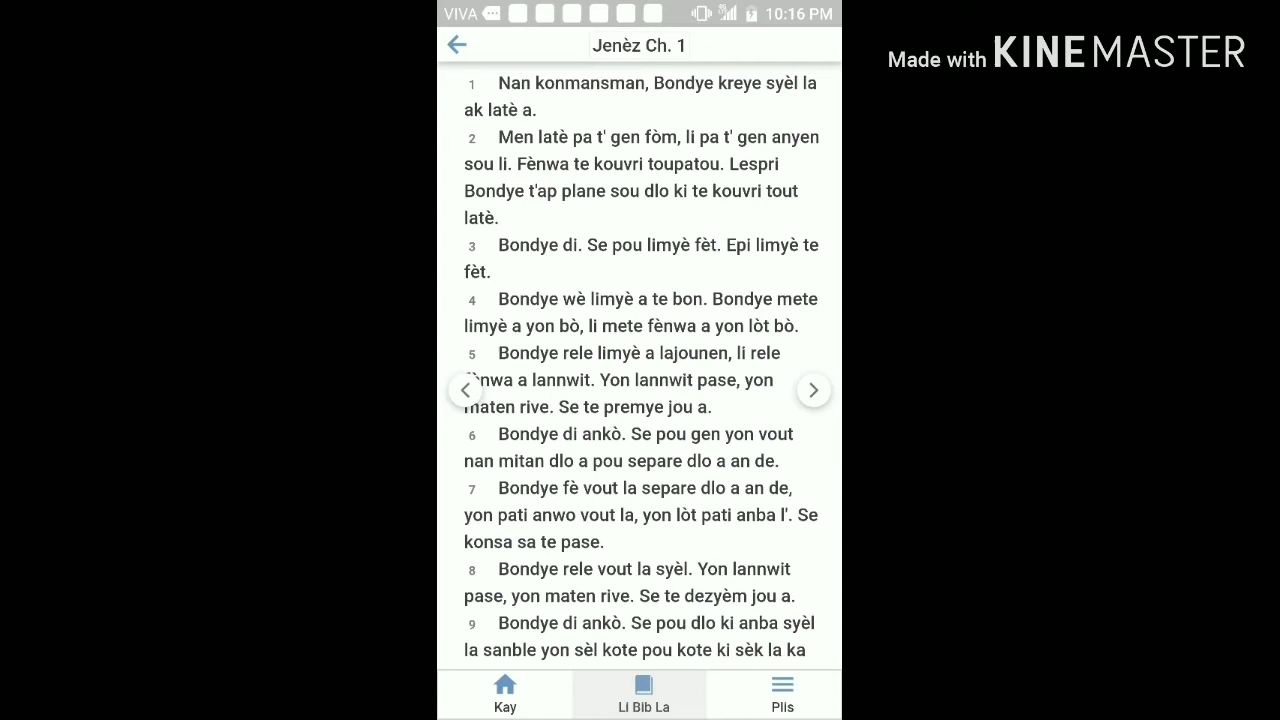 VIVA 10:16 PM
Made with KINEMASTER
Jenèz Ch. 1
1 Nan konmansman, Bondye kreye syèl la
ak latè a.
2 Men latè pa t' gen fòm, li pa t' gen anyen
sou li. Fènwa te kouvri toupatou. Lespri
Bondye t'ap plane sou dlo ki te kouvri tout
latè.
3 Bondye di. Se pou limyè fèt. Epi limyè te
fèt.
4 Bondye wè limyè a te bon. Bondye mete
limyè a yon bò, li mete fènwa a yon lòt bò.
5 Bondye rele limyè a lajounen, li rele
fènwa a lannwit. Yon lannwit pase, yon
maten rive. Se te premye jou a.
6 Bondye di ankò. Se pou gen yon vout
nan mitan dlo a pou separe dlo a an de.
7 Bondye fè vout la separe dlo a an de,
yon pati anwo vout la, yon lòt pati anba l'. Se
konsa sa te pase.
8 Bondye rele vout la syèl. Yon lannwit
pase, yon maten rive. Se te dezyèm jou a.
9 Bondye di ankò. Se pou dlo ki anba syèl
la sanble yon sèl kote pou kote ki sèk la ka
Kay Li Bib La Plis